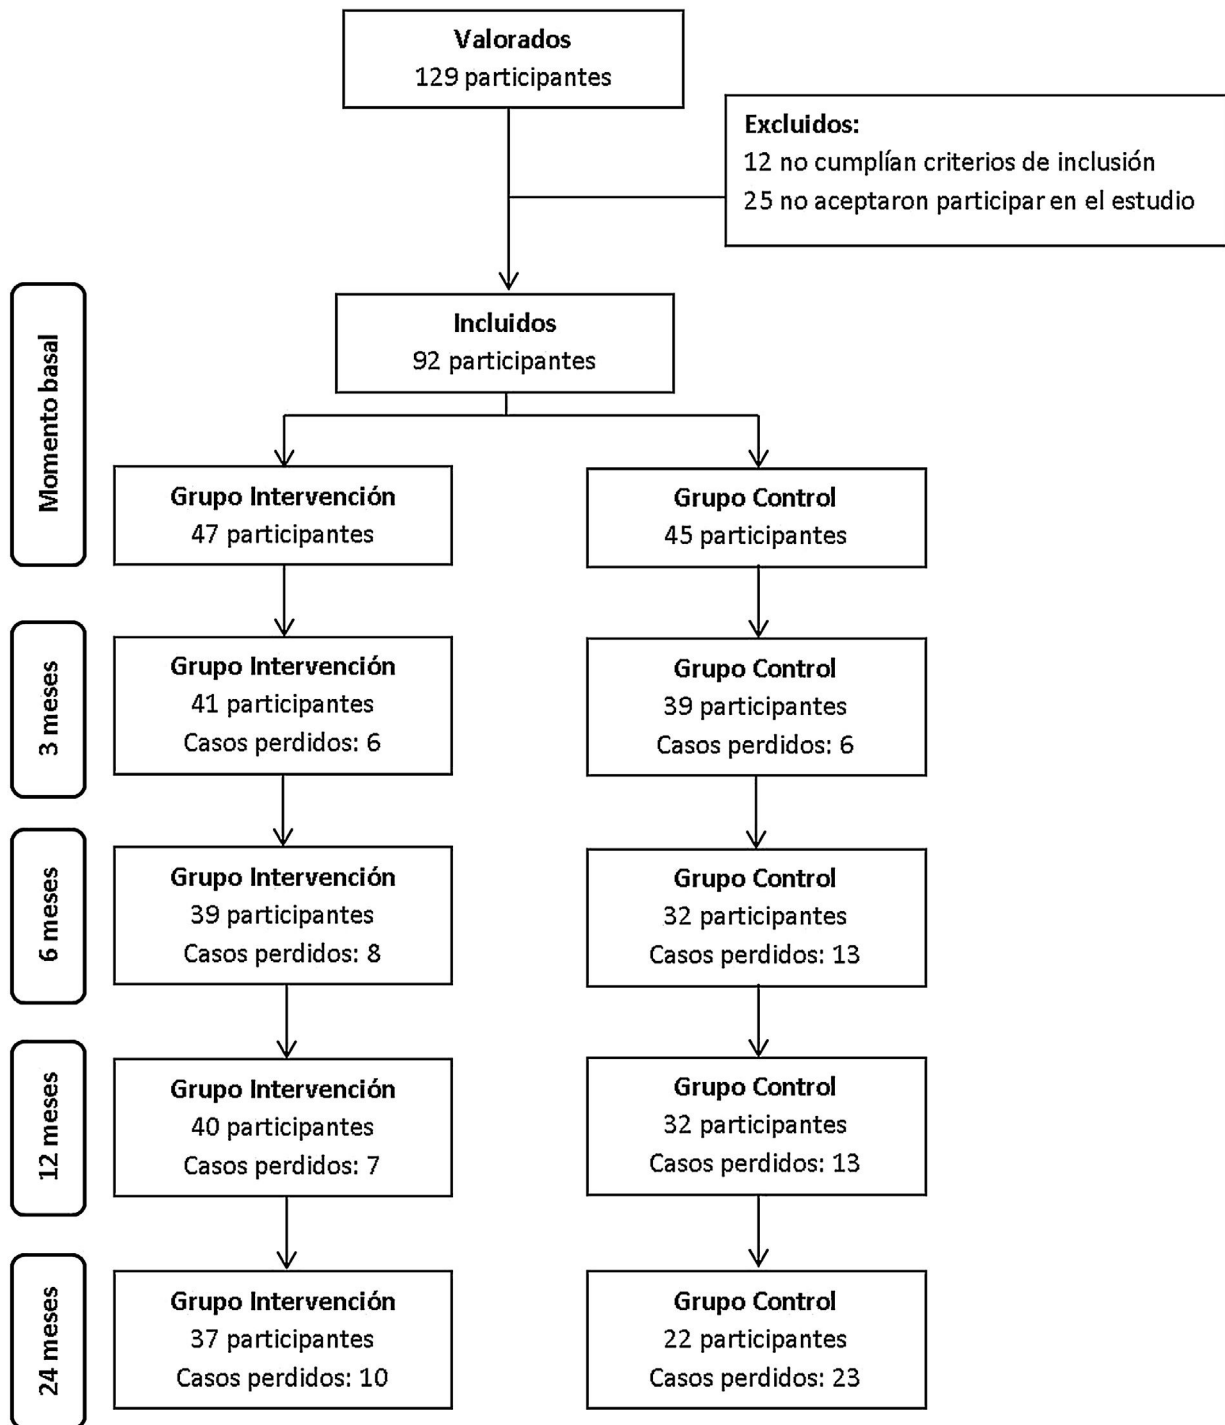 Valorados
129 participantes
Excluidos:
12 no cumplían criterios de inclusión
25 no aceptaron participar en el estudio
Momento basal
Incluidos
92 participantes
Grupo Intervención
47 participantes
Grupo Control
45 participantes
3 meses
Grupo Intervención
41 participantes
Casos perdidos: 6
Grupo Control
39 participantes
Casos perdidos: 6
6 meses
Grupo Intervención
39 participantes
Casos perdidos: 8
Grupo Control
32 participantes
Casos perdidos: 13
12 meses
Grupo Intervención
40 participantes
Casos perdidos: 7
Grupo Control
32 participantes
Casos perdidos: 13
24 meses
Grupo Intervención
37 participantes
Casos perdidos: 10
Grupo Control
22 participantes
Casos perdidos: 23